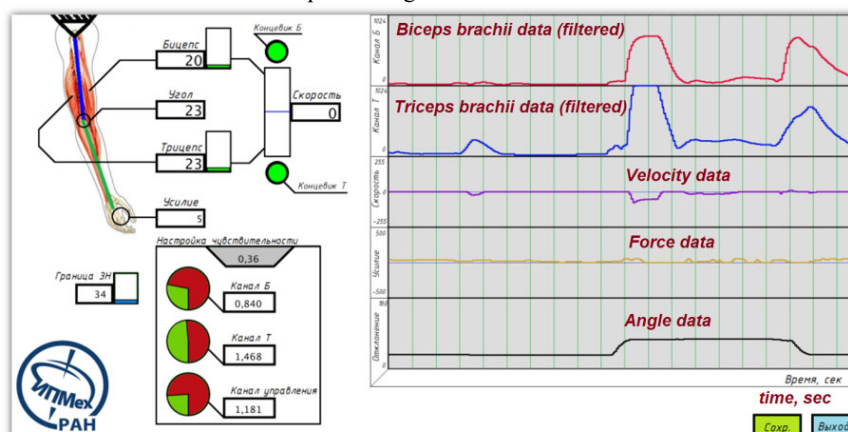 Концевик Б
Бицепс
20
Угол
23
Скорость
0
Трицепс
23
Концевик Т
Усилие
5
Настройка чувствительности
0,36
Граница ЗН
34
Канал Б
0,840
Канал Т
1,468
Канал управления
1,181
ИПМех
РАН
1024
Канал Б
0
Biceps brachii data (filtered)
1024
Канал Т
0
Triceps brachii data (filtered)
255
Скорость
-255
Velocity data
500
Усилие
-500
Force data
180
Отклонение
0
Angle data
Время, сек
time, sec
Сохр.
Выход